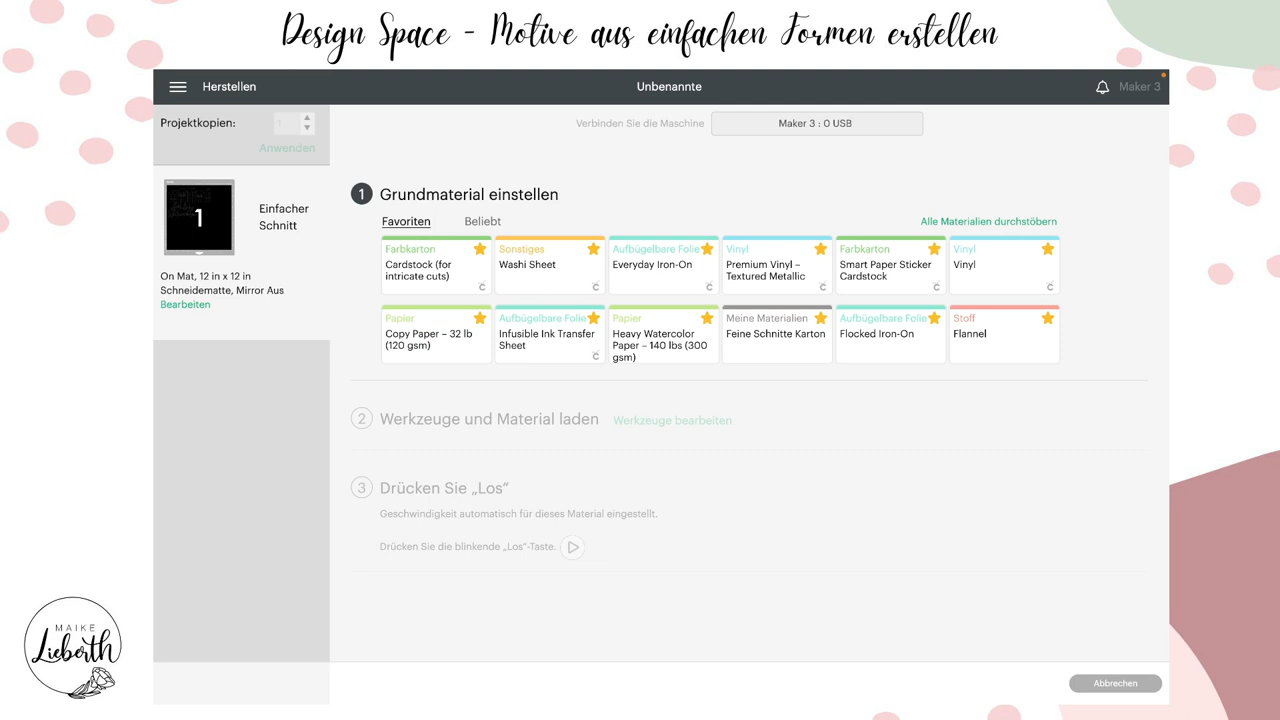 Design Space - Motive aus einfachen Formen erstellen
Herstellen
Unbenannte
Maker 3
Projektkopien:
1
Anwenden
Verbinden Sie die Maschine
Maker 3 : 0 USB
1
Einfacher
Schnitt
On Mat, 12 in x 12 in
Schneidematte, Mirror Aus
Bearbeiten
1 Grundmaterial einstellen
Favoriten
Beliebt
Alle Materialien durchstöbern
Farbkarton
Cardstock (for
intricate cuts)
Sonstiges
Washi Sheet
Aufbügelbare Folie
Everyday Iron-On
Vinyl
Premium Vinyl –
Textured Metallic
Farbkarton
Smart Paper Sticker
Cardstock
Vinyl
Vinyl
Papier
Copy Paper – 32 lb
(120 gsm)
Aufbügelbare Folie
Infusible Ink Transfer
Sheet
Papier
Heavy Watercolor
Paper – 140 lbs (300
gsm)
Meine Materialien
Feine Schnitte Karton
Aufbügelbare Folie
Flocked Iron-On
Stoff
Flannel
2 Werkzeuge und Material laden
Werkzeuge bearbeiten
3 Drücken Sie „Los“
Geschwindigkeit automatisch für dieses Material eingestellt.
Drücken Sie die blinkende „Los“-Taste.
Abbrechen
MAIKE
Lieberth